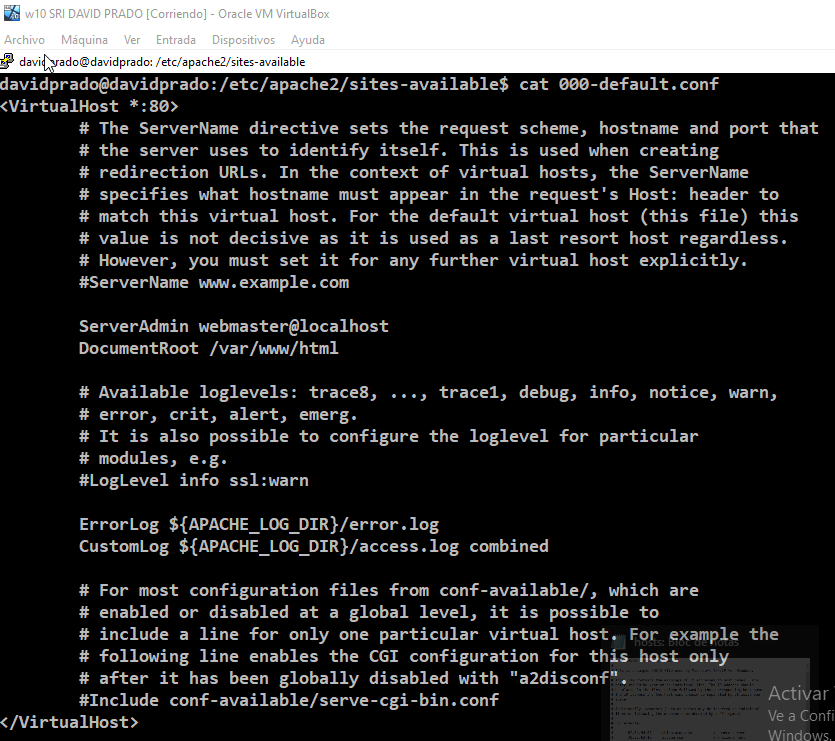 w10 SRI DAVID PRADO [Corriendo] - Oracle VM VirtualBox
Archivo Máquina Ver Entrada Dispositivos Ayuda
davidprado@davidprado: /etc/apache2/sites-available
davidprado@davidprado:/etc/apache2/sites-available$ cat 000-default.conf
<VirtualHost *:80>
# The ServerName directive sets the request scheme, hostname and port that
# the server uses to identify itself. This is used when creating
# redirection URLs. In the context of virtual hosts, the ServerName
# specifies what hostname must appear in the request's Host: header to
# match this virtual host. For the default virtual host (this file) this
# value is not decisive as it is used as a last resort host regardless.
# However, you must set it for any further virtual host explicitly.
#ServerName www.example.com
ServerAdmin webmaster@localhost
DocumentRoot /var/www/html
# Available loglevels: trace8, ..., trace1, debug, info, notice, warn,
# error, crit, alert, emerg.
# It is also possible to configure the loglevel for particular
# modules, e.g.
#LogLevel info ssl:warn
ErrorLog ${APACHE_LOG_DIR}/error.log
CustomLog ${APACHE_LOG_DIR}/access.log combined
# For most configuration files from conf-available/, which are
# enabled or disabled at a global level, it is possible to
# include a line for only one particular virtual host. For example the
hosts: Bloc de notas
# following line enables the CGI configuration for this host only
# after it has been globally disabled with "a2disconf".
#Include conf-available/serve-cgi-bin.conf
</VirtualHost>
Activar
Ve a Confi
Windows.